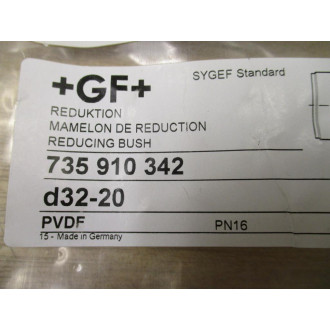 +GF+
SYGEF Standard
REDUKTION
MAMELON DE REDUCTION
REDUCING BUSH
735 910 342
d32-20
PVDF PN16
15 - Made in Germany